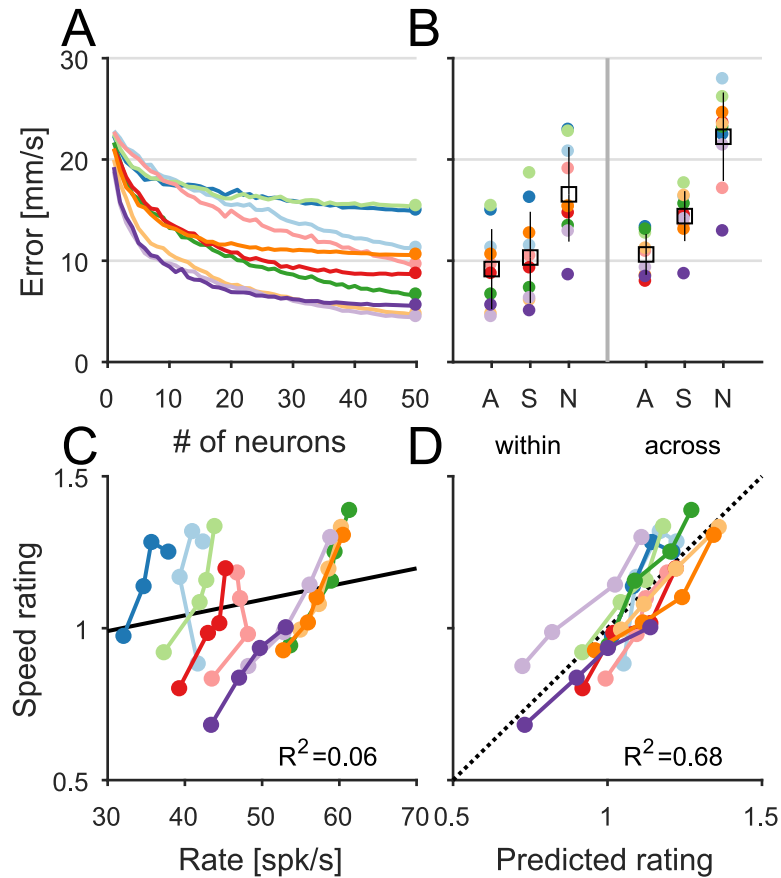 A
B
30
20
10
0
Error [mm/s]
0 10 20 30 40 50
# of neurons
A S N A S N
within across
C
D
1.5
1
0.5
Speed rating
R²=0.06
R²=0.68
30 40 50 60 70
0.5 1 1.5
Rate [spk/s]
Predicted rating